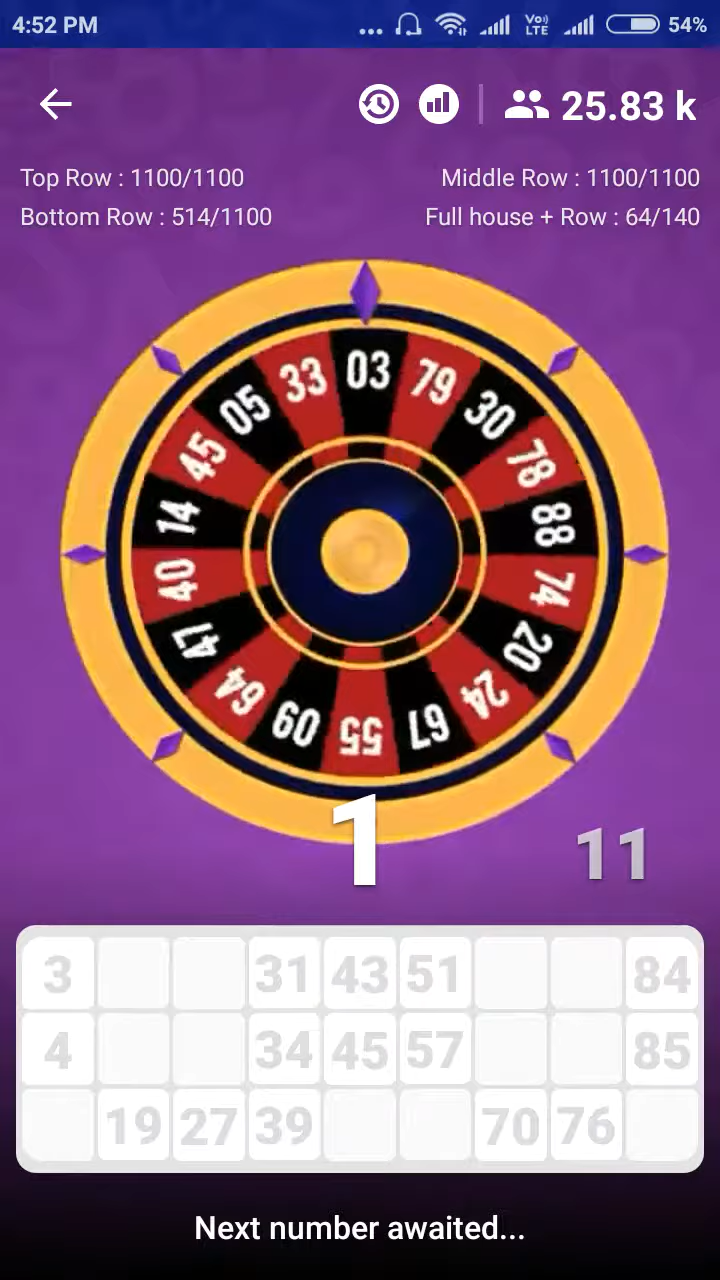 4:52 PM ... Vo)) LTE 54%
25.83 k
Top Row : 1100/1100 Middle Row : 1100/1100
Bottom Row : 514/1100 Full house + Row : 64/140
03
79
30
78
88
74
20
24
67
55
09
64
47
40
14
45
05
33
1 11
3 31 43 51 84
4 34 45 57 85
19 27 39 70 76
Next number awaited...